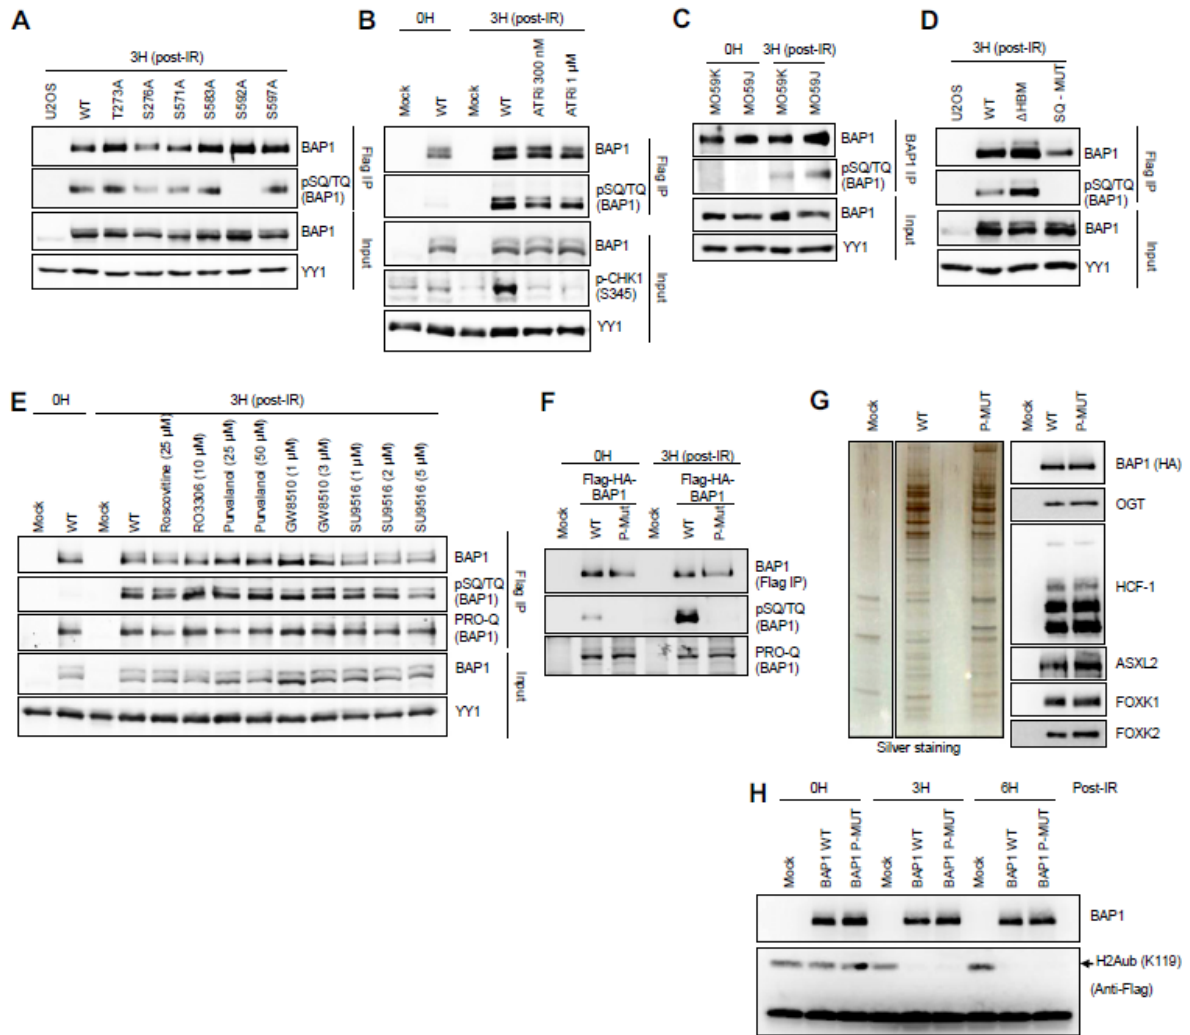 A
3H (post-IR)
U2OS
WT
T273A
S276A
S571A
S583A
S592A
S597A
BAP1
pSQ/TQ
(BAP1)
Flag IP
BAP1
YY1
Input
B
0H
3H (post-IR)
Mock
WT
Mock
WT
ATRi 300 nM
ATRi 1 µM
BAP1
pSQ/TQ
(BAP1)
Flag IP
BAP1
p-CHK1
(S345)
YY1
Input
C
0H
3H (post-IR)
MO59K
MO59J
MO59K
MO59J
BAP1
pSQ/TQ
(BAP1)
BAP1 IP
BAP1
YY1
Input
D
3H (post-IR)
U2OS
WT
ΔHBM
SQ - MUT
BAP1
pSQ/TQ
(BAP1)
Flag IP
BAP1
YY1
Input
E
0H
3H (post-IR)
Mock
WT
Mock
WT
Roscovitine (25 µM)
RO3306 (10 µM)
Purvalanol (25 µM)
Purvalanol (50 µM)
GW8510 (1 µM)
GW8510 (3 µM)
SU9516 (1 µM)
SU9516 (2 µM)
SU9516 (5 µM)
BAP1
pSQ/TQ
(BAP1)
PRO-Q
(BAP1)
Flag IP
BAP1
YY1
Input
F
0H
3H (post-IR)
Flag-HA-
BAP1
Flag-HA-
BAP1
Mock
WT
P-Mut
Mock
WT
P-Mut
BAP1
(Flag IP)
pSQ/TQ
(BAP1)
PRO-Q
(BAP1)
G
Mock
WT
P-MUT
Silver staining
Mock
WT
P-MUT
BAP1 (HA)
OGT
HCF-1
ASXL2
FOXK1
FOXK2
H
0H
3H
6H
Post-IR
Mock
BAP1 WT
BAP1 P-MUT
Mock
BAP1 WT
BAP1 P-MUT
Mock
BAP1 WT
BAP1 P-MUT
BAP1
H2Aub (K119)
(Anti-Flag)